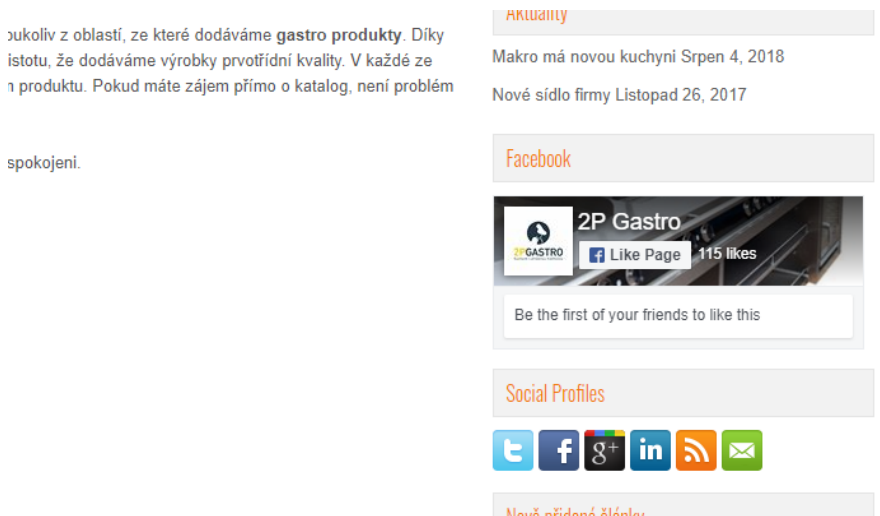 oukoliv z oblastí, ze které dodáváme gastro produkty. Díky
istotu, že dodáváme výrobky prvotřídní kvality. V každé ze
produktu. Pokud máte zájem přímo o katalog, není problém
spokojeni.
Aktuality
Makro má novou kuchyni Srpen 4, 2018
Nové sídlo firmy Listopad 26, 2017
Facebook
2P Gastro
2PGASTRO
Like Page
115 likes
Be the first of your friends to like this
Social Profiles
g+
in
Nově přidané články